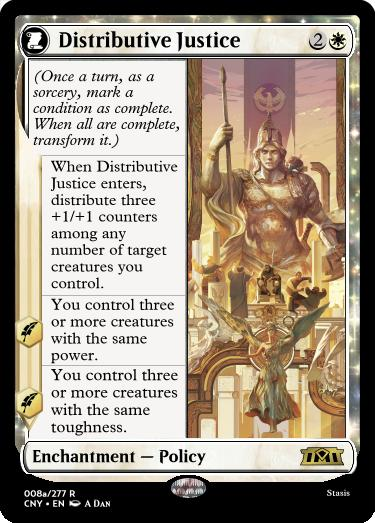 Distributive Justice 2
(Once a turn, as a
sorcery, mark a
condition as complete.
When all are complete,
transform it.)
When Distributive
Justice enters,
distribute three
+1/+1 counters
among any
number of target
creatures you
control.
You control three
or more creatures
with the same
power.
You control three
or more creatures
with the same
toughness.
Enchantment — Policy
008a/277 R
CNY • EN A Dan
Stasis